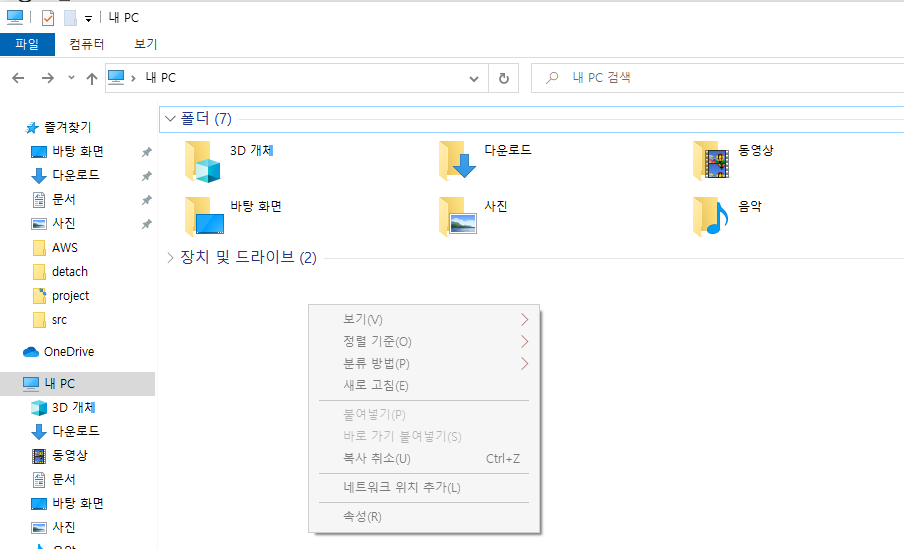 내 PC
파일 컴퓨터 보기
내 PC
내 PC 검색
즐겨찾기
바탕 화면
다운로드
문서
사진
AWS
detach
project
src
OneDrive
내 PC
3D 개체
다운로드
동영상
문서
바탕 화면
사진
폴더 (7)
3D 개체
다운로드
동영상
바탕 화면
사진
음악
장치 및 드라이브 (2)
보기(V)
정렬 기준(O)
분류 방법(P)
새로 고침(E)
붙여넣기(P)
바로 가기 붙여넣기(S)
복사 취소(U) Ctrl+Z
네트워크 위치 추가(L)
속성(R)